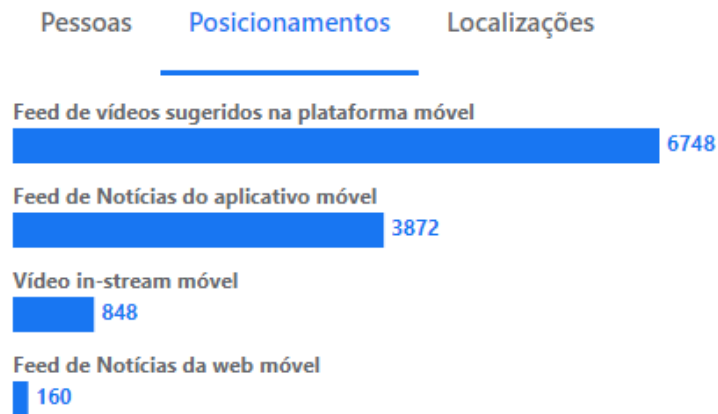 Pessoas Posicionamentos Localizações
Feed de vídeos sugeridos na plataforma móvel
6748
Feed de Notícias do aplicativo móvel
3872
Vídeo in-stream móvel
848
Feed de Notícias da web móvel
160